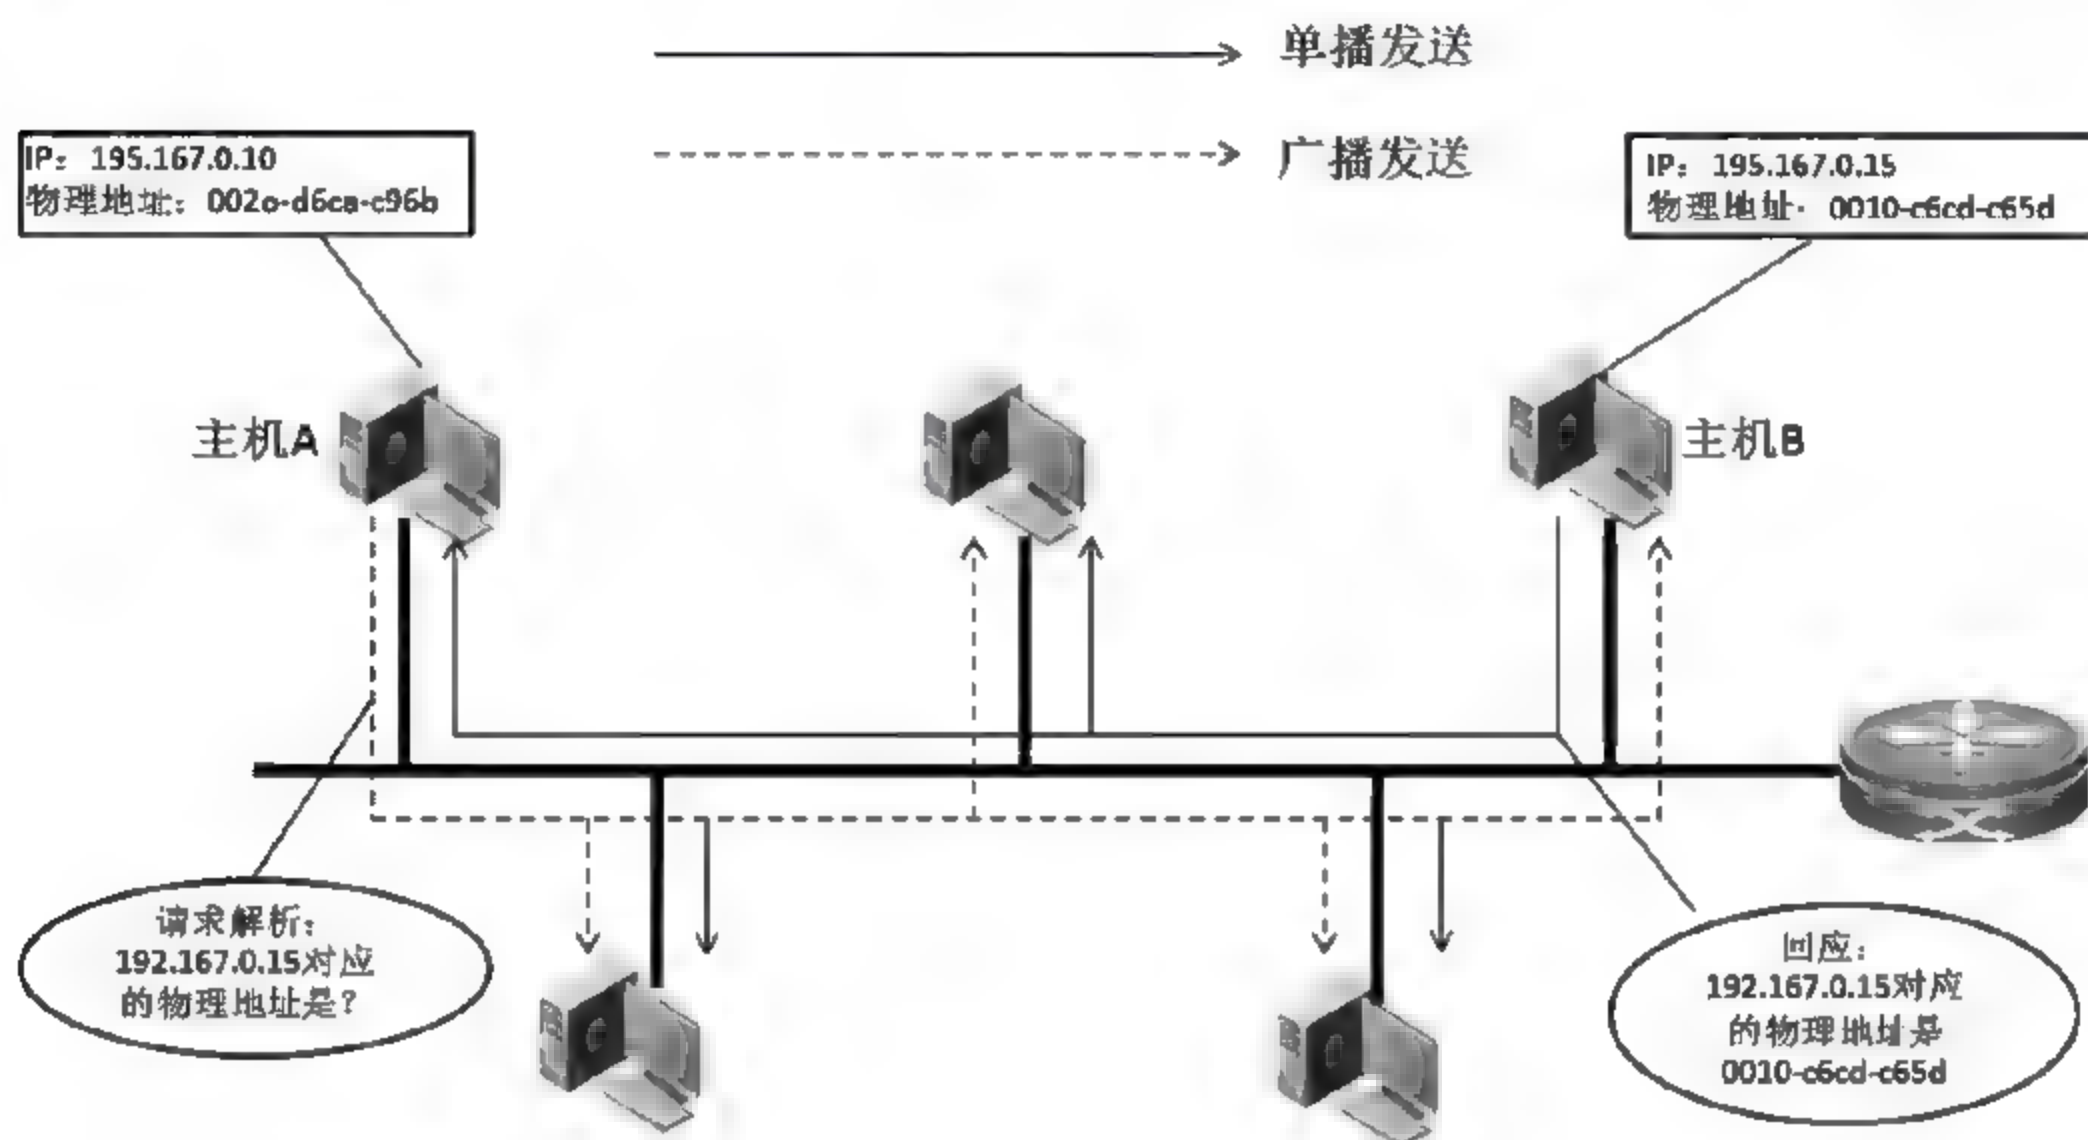 单播发送
广播发送
IP：195.167.0.10
物理地址：002o-d6ca-c96b
IP：195.167.0.15
物理地址：0010-c6cd-c65d
主机A
主机B
请求解析：
192.167.0.15对应
的物理地址是？
回应：
192.167.0.15对应
的物理地址是
0010-c6cd-c65d